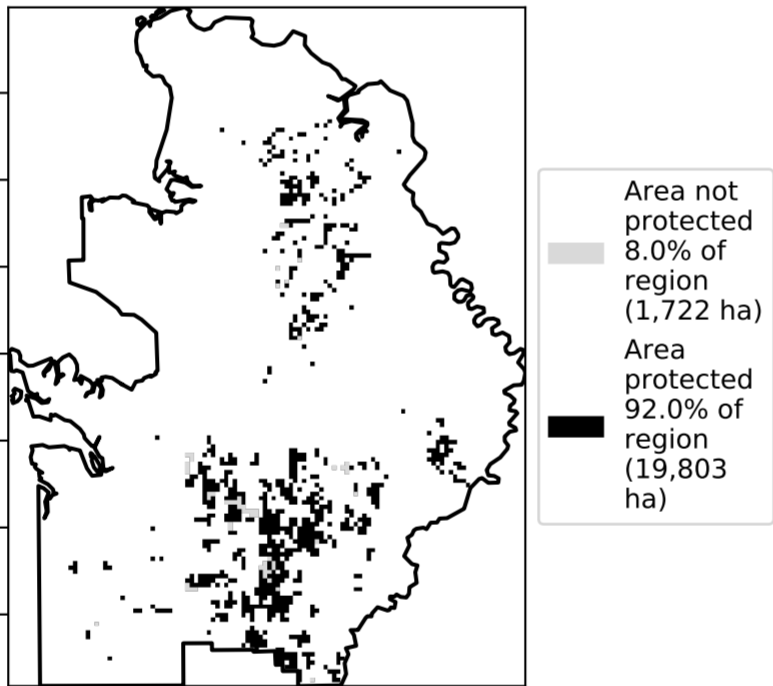 Area not
protected
8.0% of
region
(1,722 ha)
Area
protected
92.0% of
region
(19,803
ha)